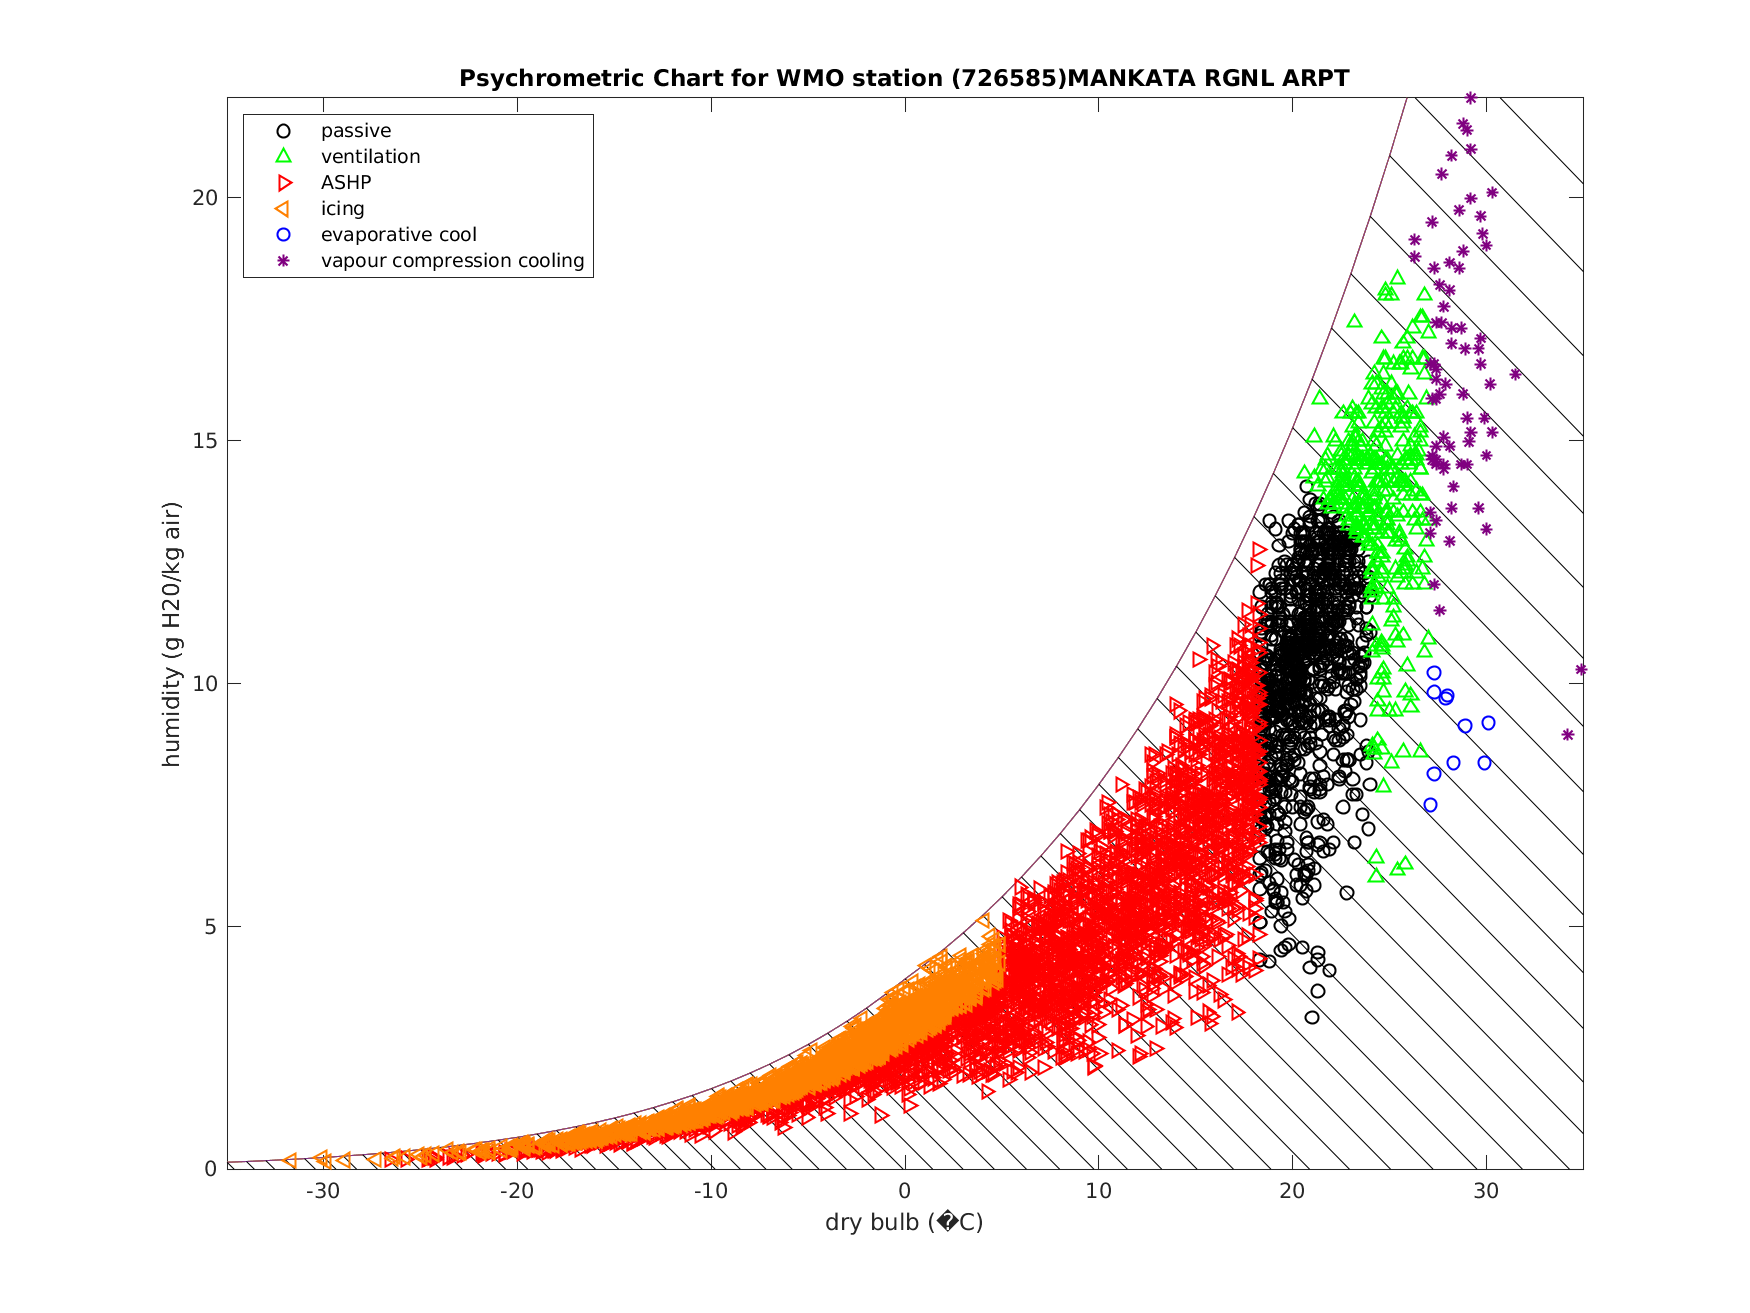 Psychrometric Chart for WMO station (726585)MANKATA RGNL ARPT
passive
ventilation
ASHP
icing
evaporative cool
vapour compression cooling
humidity (g H20/kg air)
20
15
10
5
0
-30
-20
-10
0
10
20
30
dry bulb (�C)